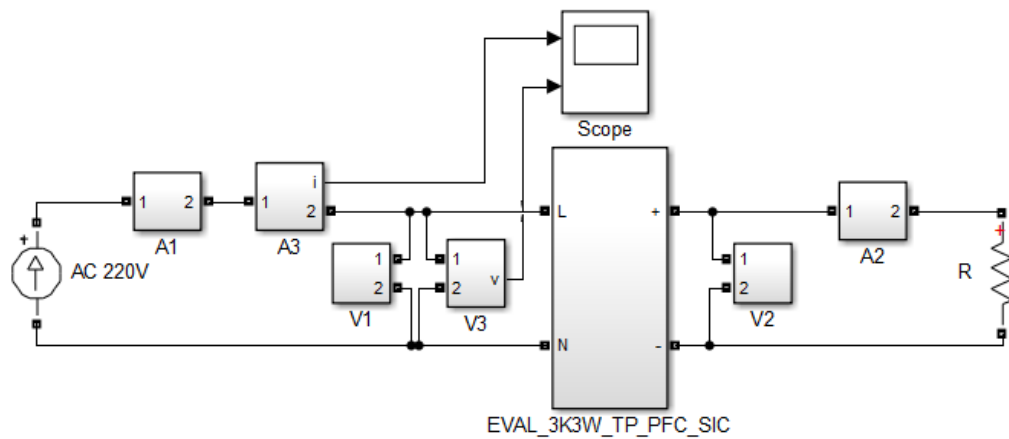 Scope
1 2
A1
i
1 2
A3
AC 220V
1
2
V1
1
2 v
V3
L +
N -
EVAL_3K3W_TP_PFC_SIC
1
2
V2
1 2
A2
+
R